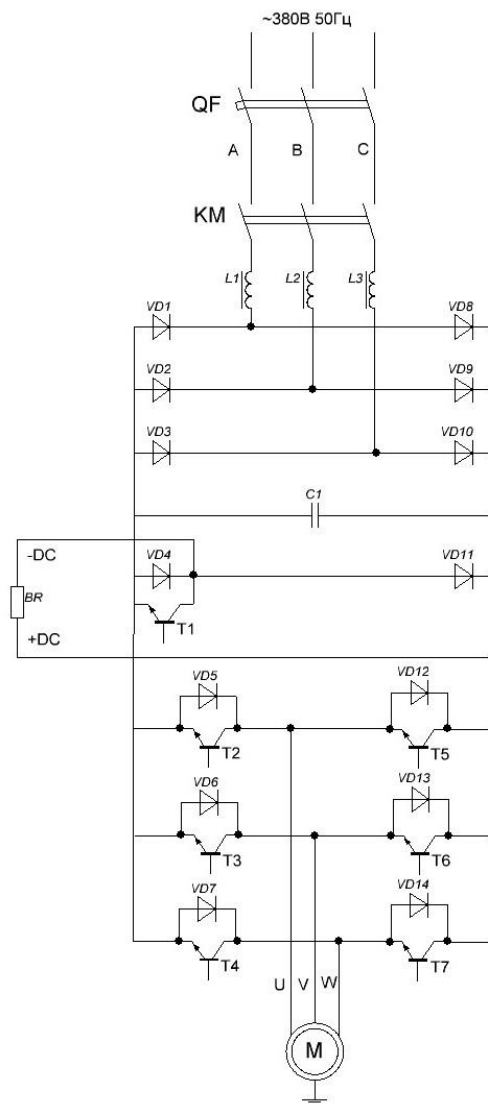 ~380В 50Гц
QF
A B C
KM
L1 L2 L3
VD1 VD8
VD2 VD9
VD3 VD10
C1
-DC
VD4 VD11
BR
T1
+DC
VD5 VD12
T2 T5
VD6 VD13
T3 T6
VD7 VD14
T4 T7
U V W
M